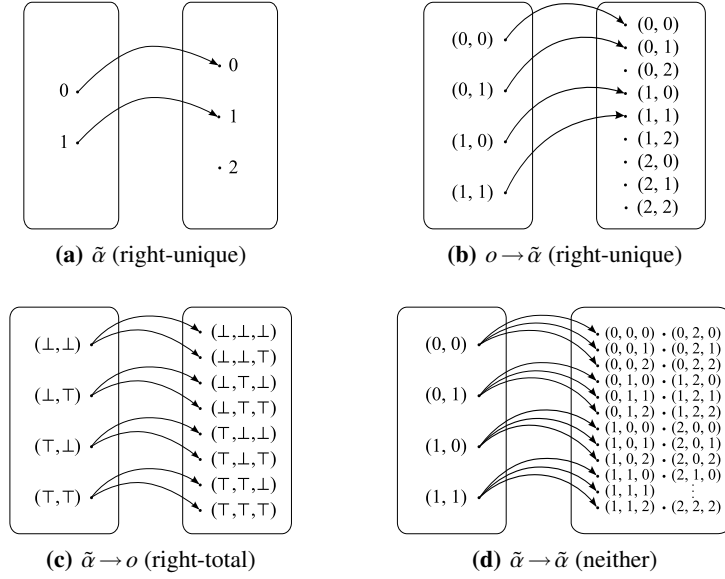 0
1
0
1
2
(a) α̃ (right-unique)
(0, 0)
(0, 1)
(1, 0)
(1, 1)
(0, 0)
(0, 1)
(0, 2)
(1, 0)
(1, 1)
(1, 2)
(2, 0)
(2, 1)
(2, 2)
(b) o → α̃ (right-unique)
(⊥,⊥)
(⊥,⊤)
(⊤,⊥)
(⊤,⊤)
(⊥,⊥,⊥)
(⊥,⊥,⊤)
(⊥,⊤,⊥)
(⊥,⊤,⊤)
(⊤,⊥,⊥)
(⊤,⊥,⊤)
(⊤,⊤,⊥)
(⊤,⊤,⊤)
(c) α̃ → o (right-total)
(0, 0)
(0, 1)
(1, 0)
(1, 1)
(0, 0, 0) • (0, 2, 0)
(0, 0, 1) • (0, 2, 1)
(0, 0, 2) • (0, 2, 2)
(0, 1, 0) • (1, 2, 0)
(0, 1, 1) • (1, 2, 1)
(0, 1, 2) • (1, 2, 2)
(1, 0, 0) • (2, 0, 0)
(1, 0, 1) • (2, 0, 1)
(1, 0, 2) • (2, 0, 2)
(1, 1, 0) • (2, 1, 0)
(1, 1, 1) ⋮
(1, 1, 2) • (2, 2, 2)
(d) α̃ → α̃ (neither)